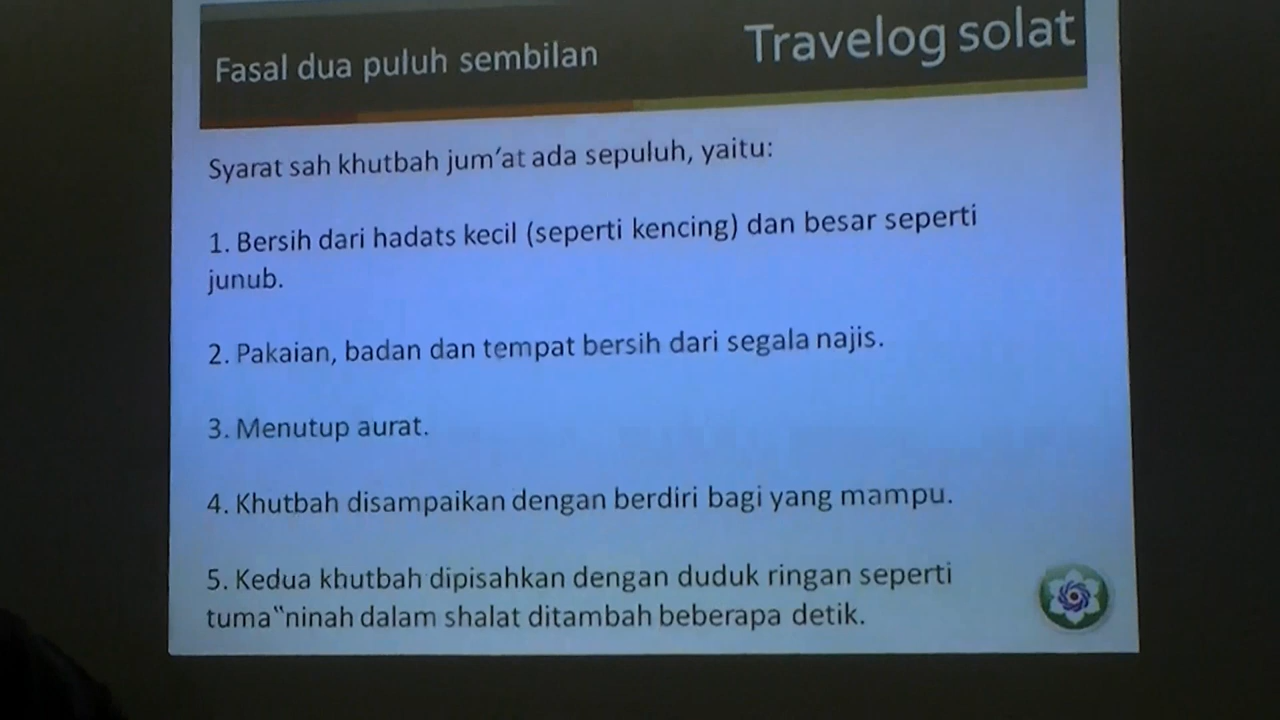 Fasal dua puluh sembilan
Travelog solat
Syarat sah khutbah jum’at ada sepuluh, yaitu:
1. Bersih dari hadats kecil (seperti kencing) dan besar seperti
junub.
2. Pakaian, badan dan tempat bersih dari segala najis.
3. Menutup aurat.
4. Khutbah disampaikan dengan berdiri bagi yang mampu.
5. Kedua khutbah dipisahkan dengan duduk ringan seperti
tuma‟ninah dalam shalat ditambah beberapa detik.